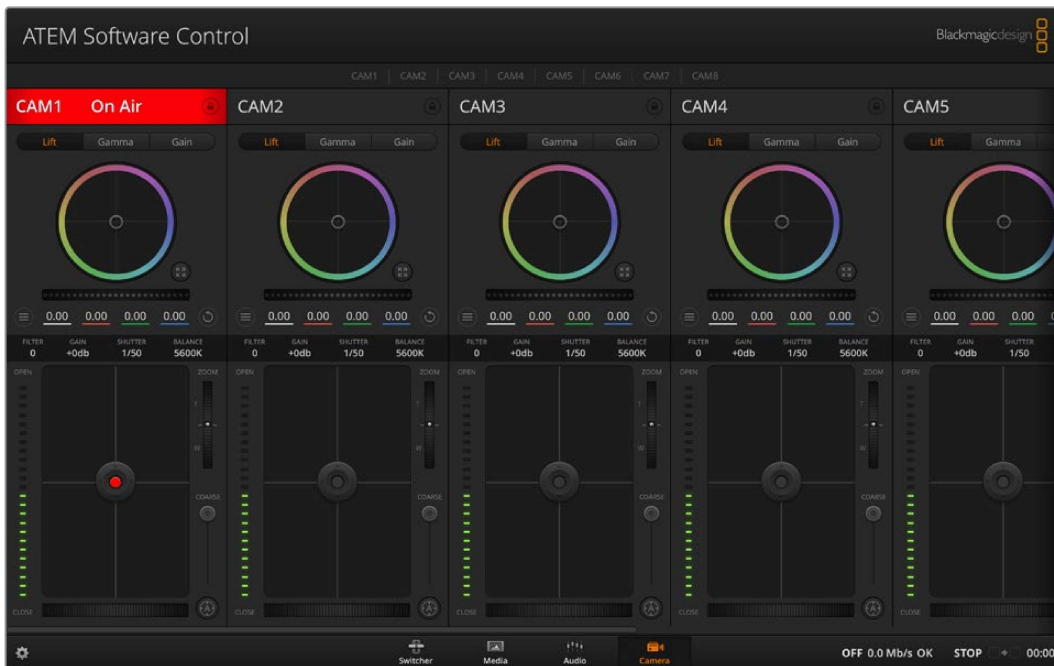 ATEM Software Control
Blackmagicdesign
CAM1 CAM2 CAM3 CAM4 CAM5 CAM6 CAM7 CAM8
CAM1 On Air CAM2 CAM3 CAM4 CAM5
Lift Gamma Gain Lift Gamma Gain Lift Gamma Gain Lift Gamma Gain Lift Gamma
0.00 0.00 0.00 0.00 0.00 0.00 0.00 0.00 0.00 0.00 0.00 0.00 0.00 0.00 0.00 0.00 0.00 0.00 0.00
FILTER GAIN SHUTTER BALANCE FILTER GAIN SHUTTER BALANCE FILTER GAIN SHUTTER BALANCE FILTER GAIN SHUTTER BALANCE FILTER GAIN SHUTTER
0 +0db 1/50 5600K 0 +0db 1/50 5600K 0 +0db 1/50 5600K 0 +0db 1/50 5600K 0 +0db 1/50
OPEN ZOOM OPEN ZOOM OPEN ZOOM OPEN ZOOM OPEN
T T T T
W W W W
COARSE COARSE COARSE COARSE
CLOSE A CLOSE A CLOSE A CLOSE A CLOSE
Switcher Media Audio Camera
OFF 0.0 Mb/s OK STOP 00:00